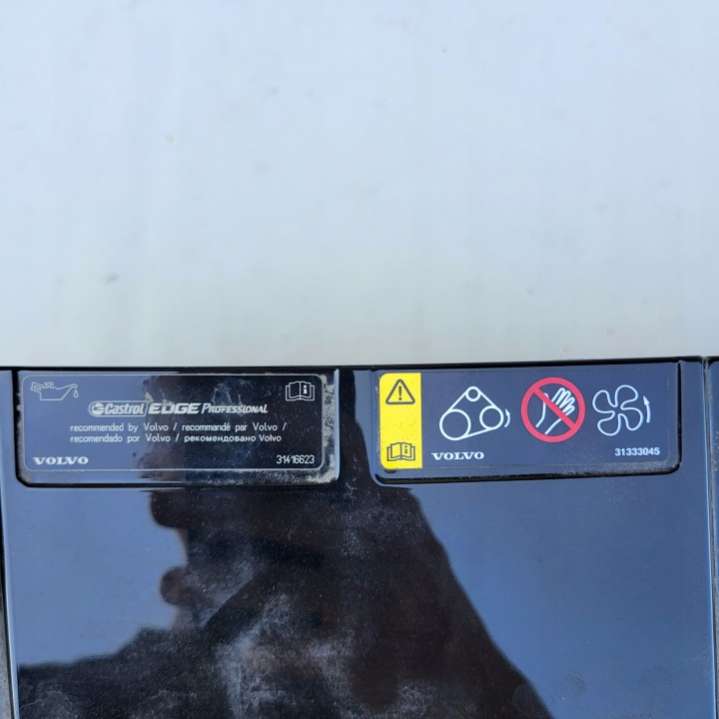 Castrol EDGE PROFESSIONAL
recommended by Volvo / recommandé par Volvo /
recomendado por Volvo / рекомендовано Volvo
VOLVO 31416623
VOLVO 31333045